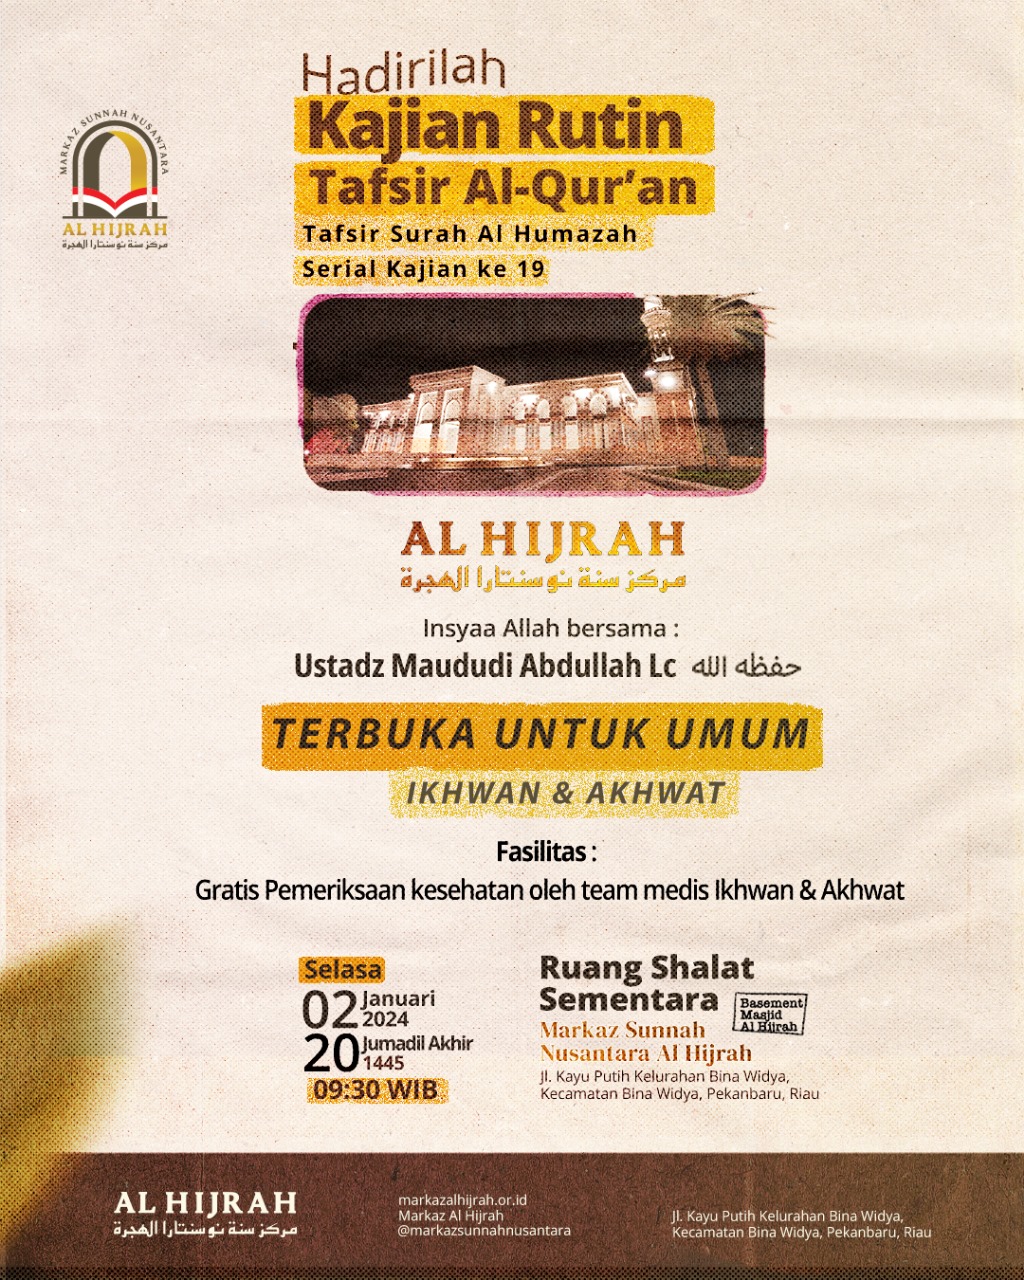 Hadirilah
Kajian Rutin
Tafsir Al-Qur'an
Tafsir Surah Al Humazah
Serial Kajian ke 19
MARKAZ SUNNAH NUSANTARA
AL HIJRAH
مركز سنة نوسنتارا الهجرة
AL HIJRAH
مركز سنة نوسنتارا الهجرة
Insyaa Allah bersama :
Ustadz Maududi Abdullah Lc حفظه الله
TERBUKA UNTUK UMUM
IKHWAN & AKHWAT
Fasilitas :
Gratis Pemeriksaan kesehatan oleh team medis Ikhwan & Akhwat
Selasa
02 Januari
2024
20 Jumadil Akhir
1445
09:30 WIB
Ruang Shalat
Sementara
Basement
Masjid
Al Hijrah
Markaz Sunnah
Nusantara Al Hijrah
Jl. Kayu Putih Kelurahan Bina Widya,
Kecamatan Bina Widya, Pekanbaru, Riau
AL HIJRAH
مركز سنة نوسنتارا الهجرة
markazalhijrah.or.id
Markaz Al Hijrah
@markazsunnahnusantara
Jl. Kayu Putih Kelurahan Bina Widya,
Kecamatan Bina Widya, Pekanbaru, Riau